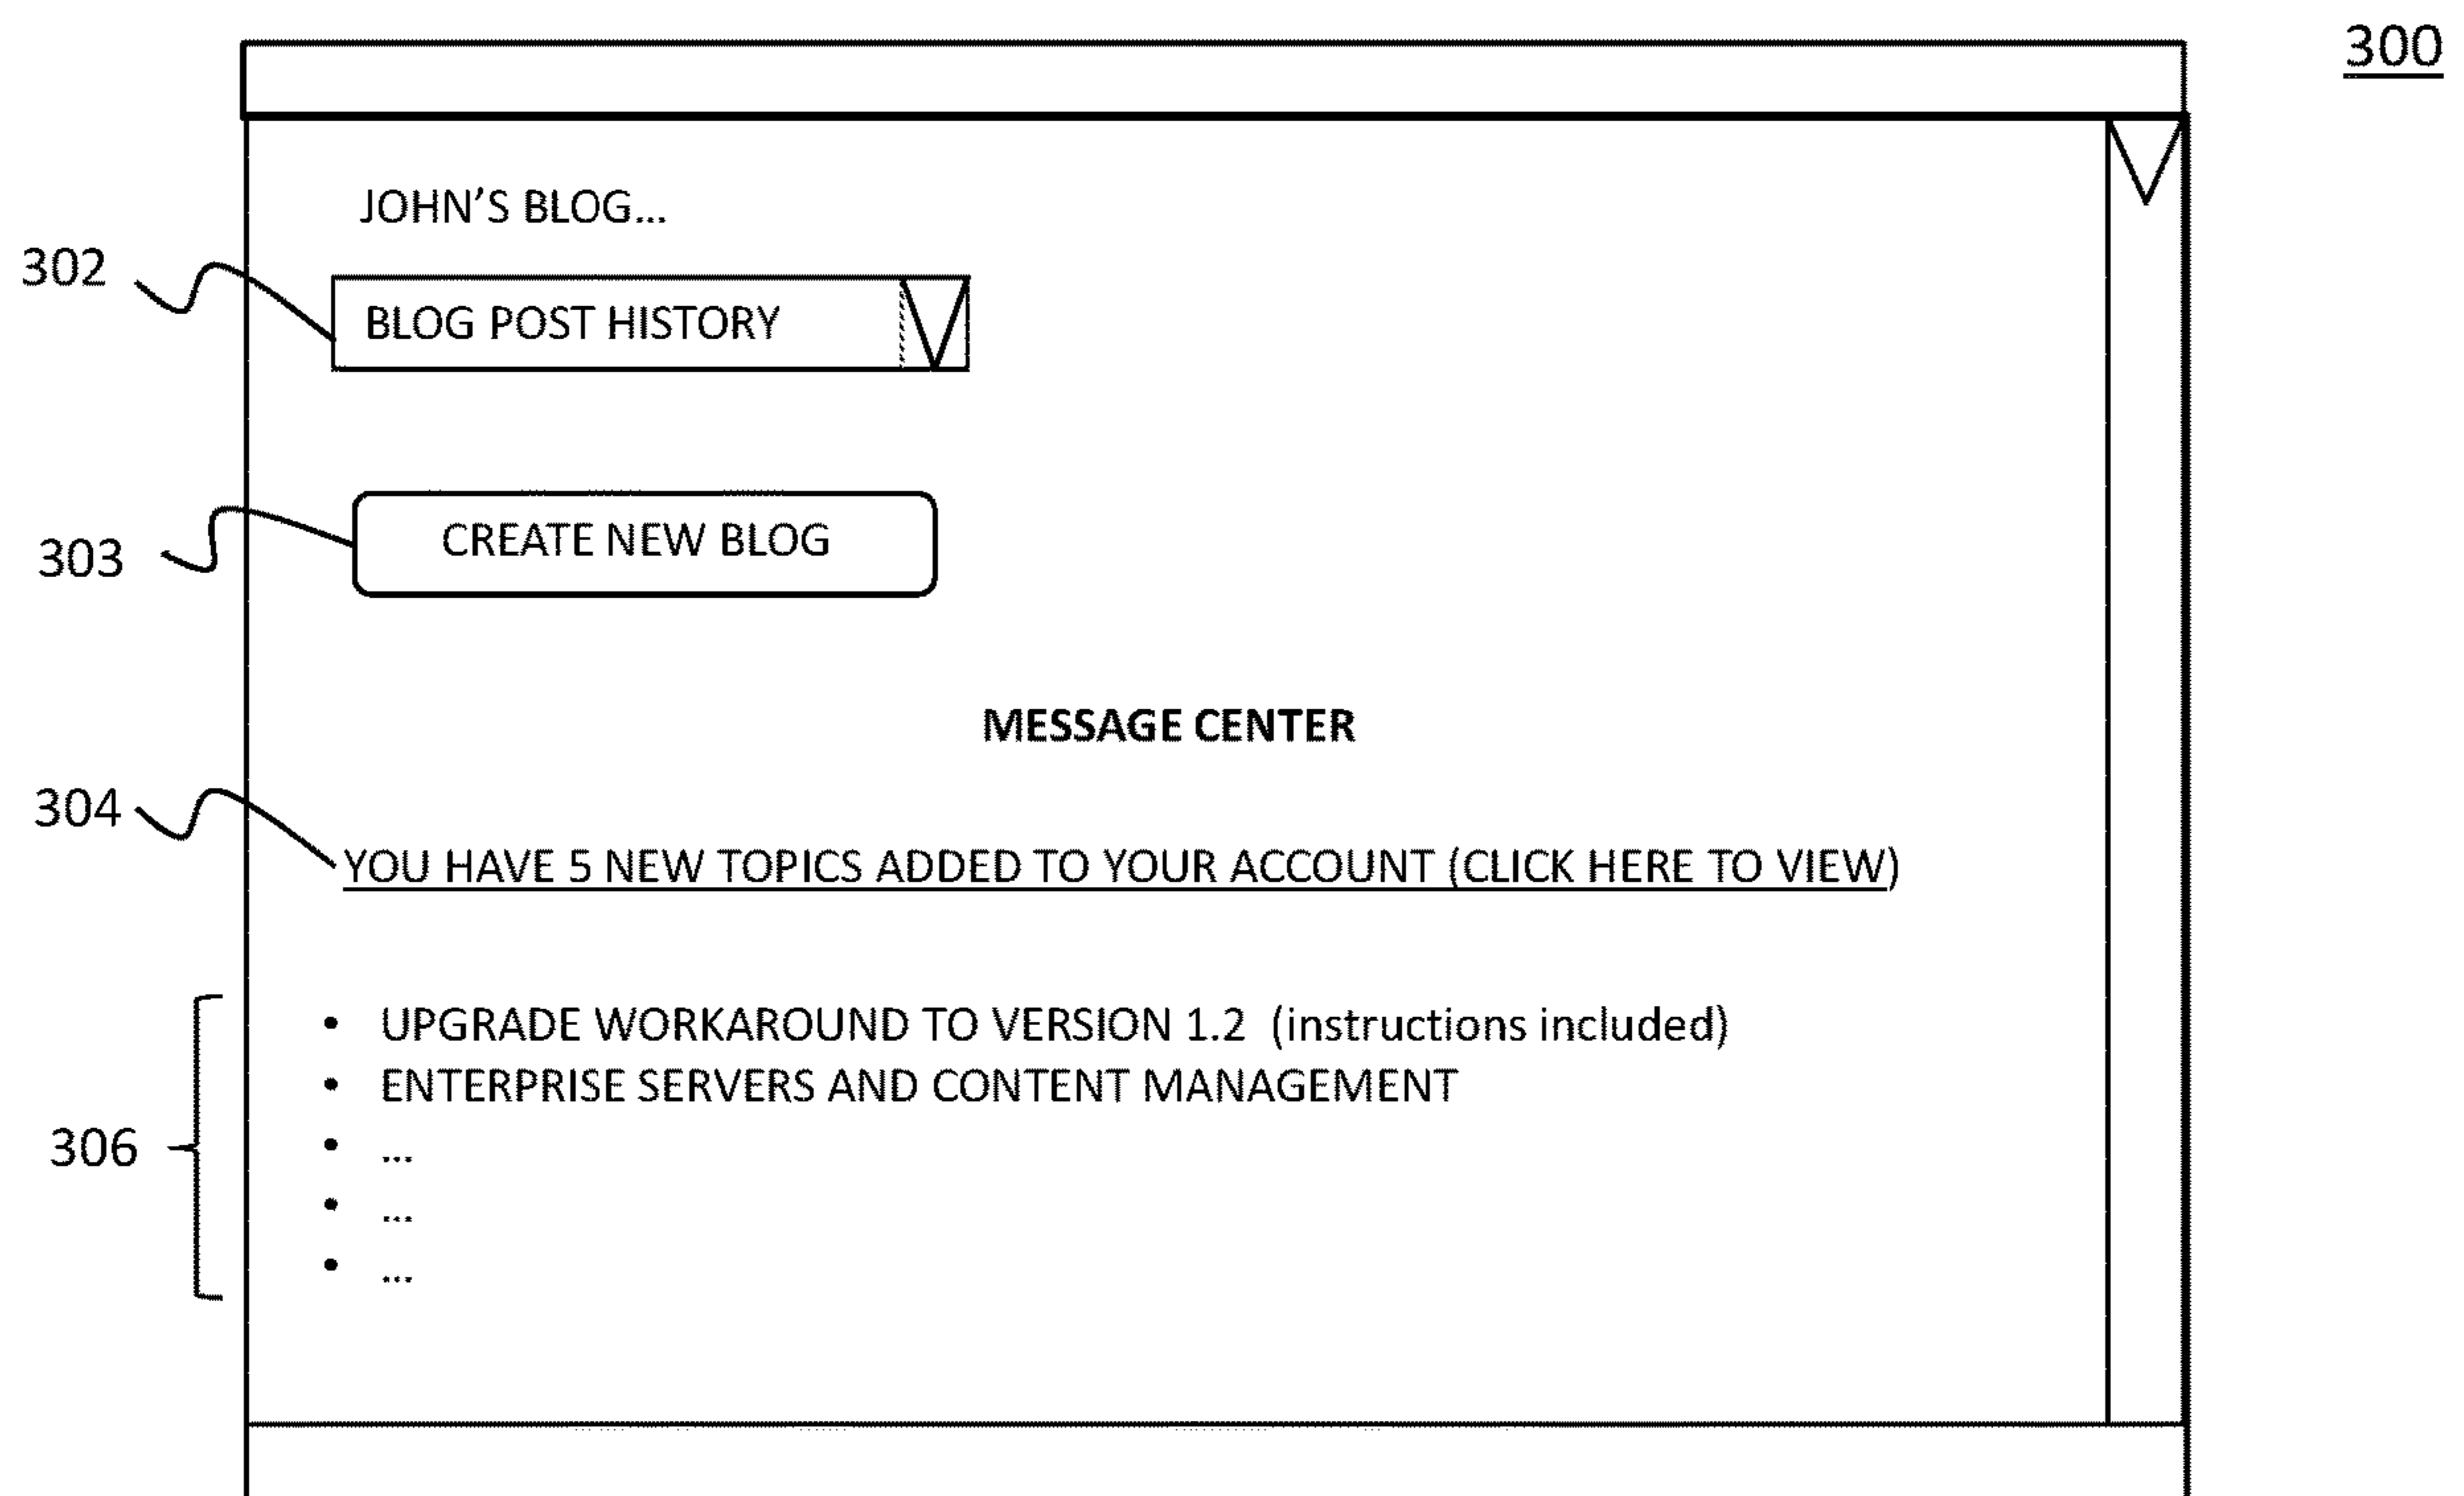 300
JOHN'S BLOG...
302
BLOG POST HISTORY
CREATE NEW BLOG
303
MESSAGE CENTER
304
YOU HAVE 5 NEW TOPICS ADDED TO YOUR ACCOUNT (CLICK HERE TO VIEW)
• UPGRADE WORKAROUND TO VERSION 1.2 (instructions included)
• ENTERPRISE SERVERS AND CONTENT MANAGEMENT
306
• ...
• ...
• ...